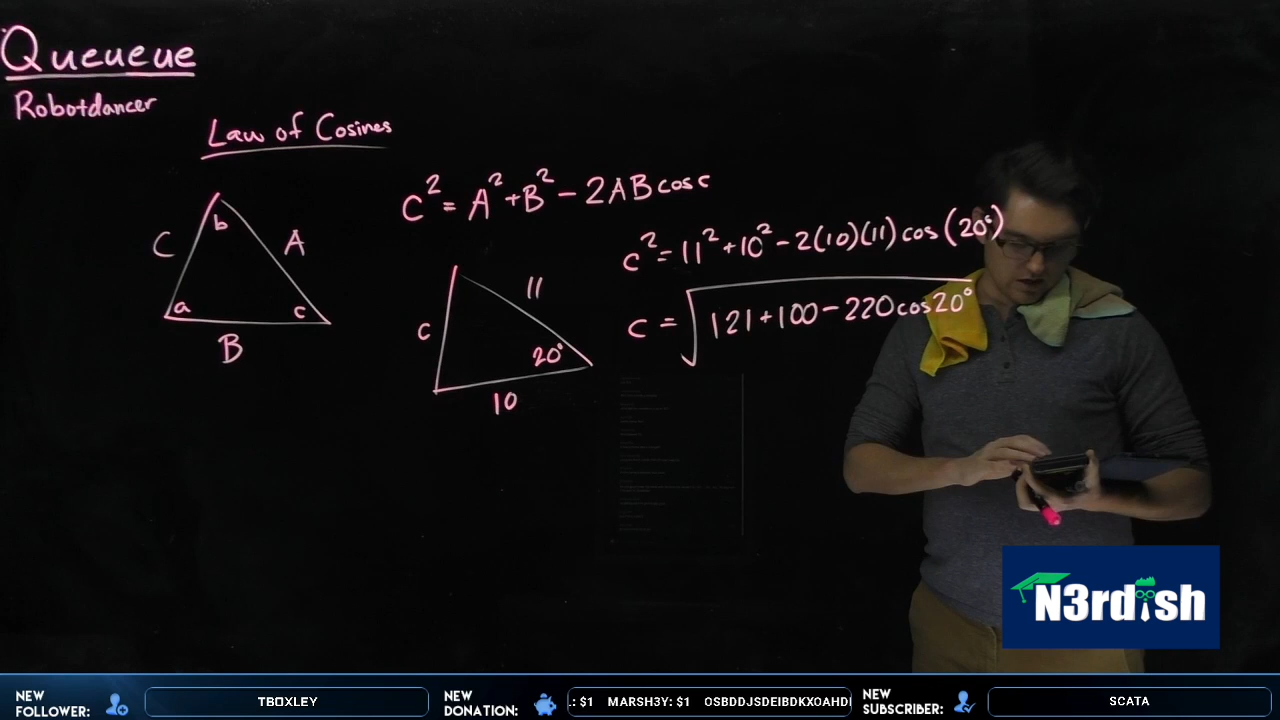 Queueue
Robotdancer
Law of Cosines
C² = A² + B² - 2AB cos c
C
b
A
a
c
B
c² = 11² + 10² - 2(10)(11) cos (20°)
11
c
20°
10
c = √121 + 100 - 220 cos 20°
N3rdish
NEW FOLLOWER:
TBOXLEY
NEW DONATION:
.: $1 MARSH3Y: $1 OSBDDJSDEIBDKXOAHD
NEW SUBSCRIBER:
SCATA